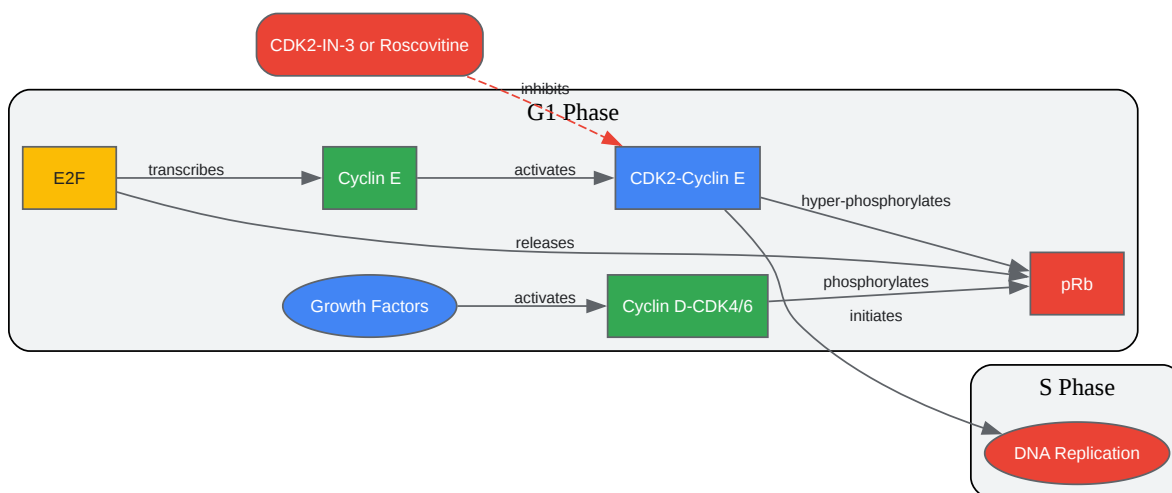 CDK2-IN-3 or Roscovitine
inhibits
G1 Phase
E2F
transcribes
Cyclin E
activates
CDK2-Cyclin E
hyper-phosphorylates
releases
pRb
Growth Factors
activates
Cyclin D-CDK4/6
phosphorylates
initiates
S Phase
DNA Replication